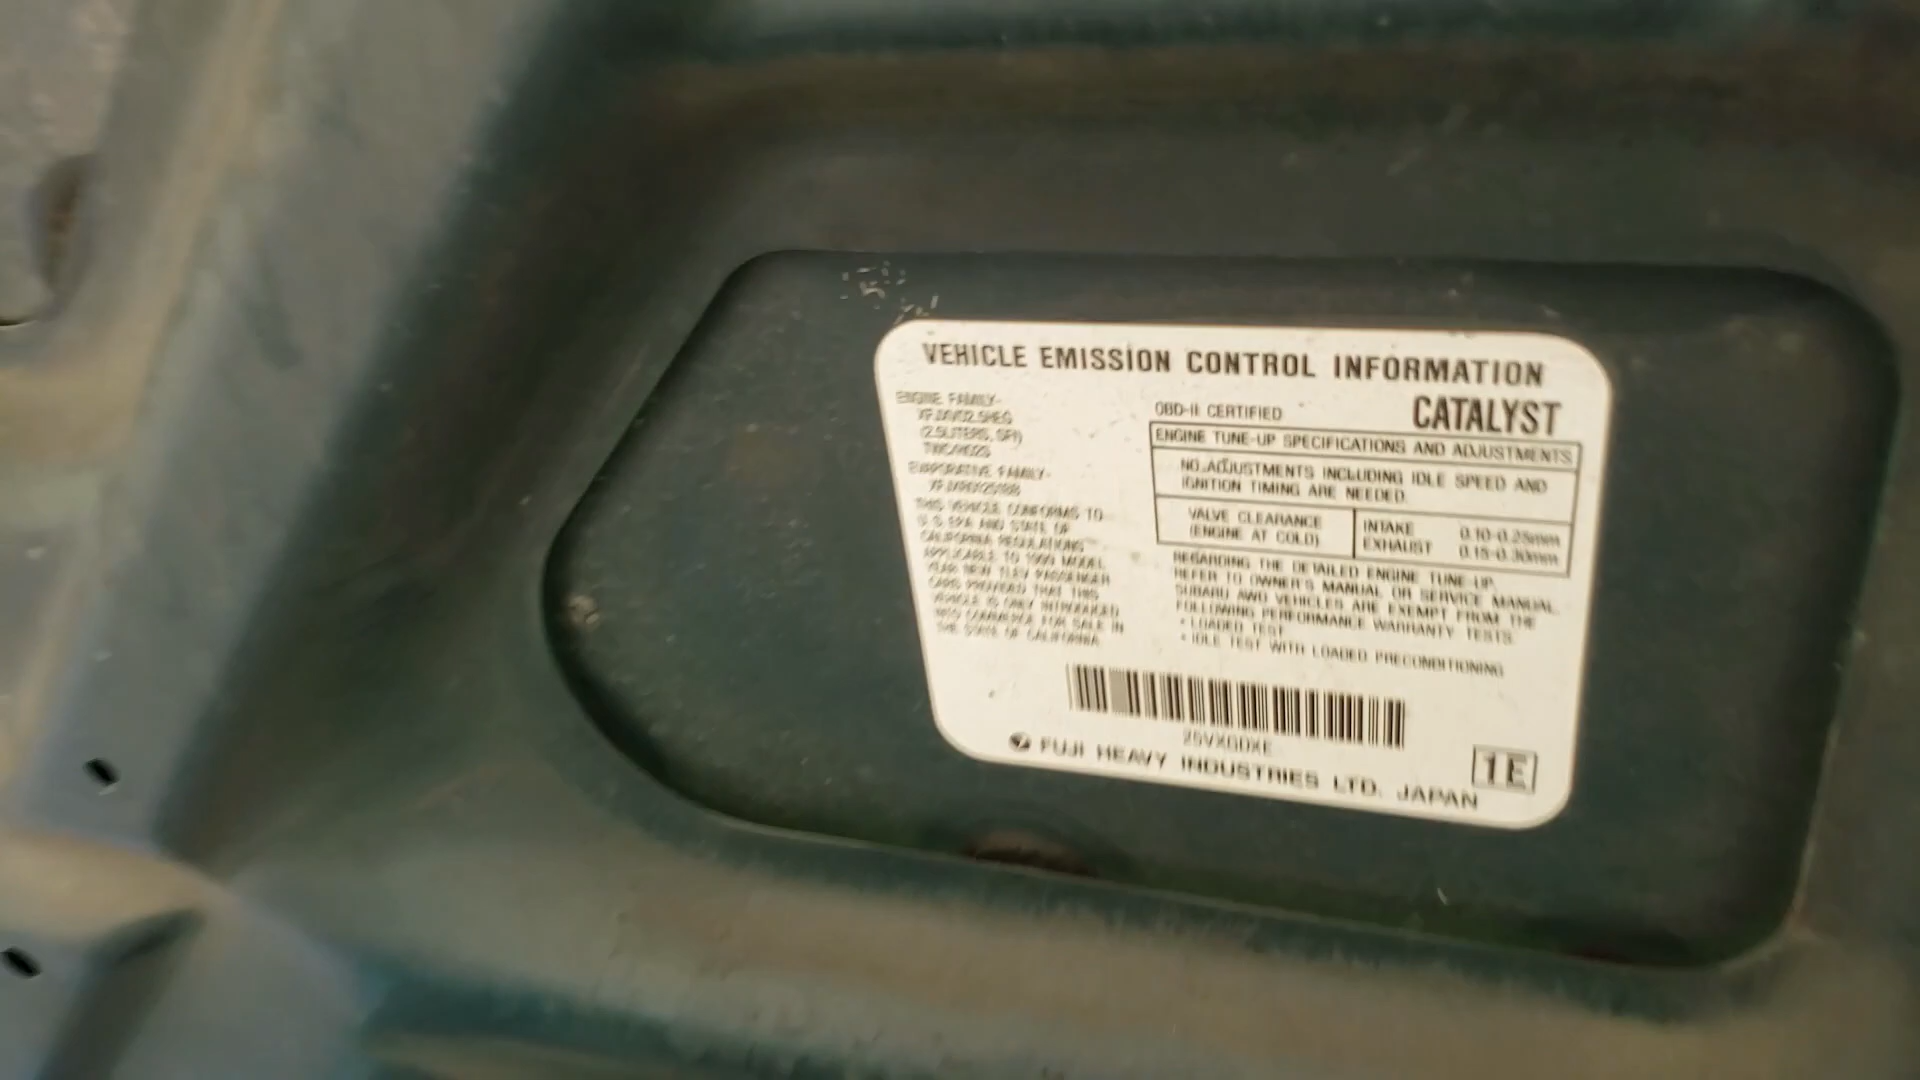 VEHICLE EMISSION CONTROL INFORMATION
CATALYST
ENGINE FAMILY-
(2.5LITERS, SFI)
TWC/HO2S
EVAPORATIVE FAMILY-
THIS VEHICLE CONFORMS TO
U.S. EPA AND STATE OF
CALIFORNIA REGULATIONS
APPLICABLE TO 1999 MODEL
YEAR NEW TLEV PASSENGER
CARS PROVIDED THAT THIS
VEHICLE IS ONLY INTRODUCED
INTO COMMERCE FOR SALE IN
THE STATE OF CALIFORNIA.
OBD-II CERTIFIED
ENGINE TUNE-UP SPECIFICATIONS AND ADJUSTMENTS
NO ADJUSTMENTS INCLUDING IDLE SPEED AND
IGNITION TIMING ARE NEEDED.
VALVE CLEARANCE
(ENGINE AT COLD)
INTAKE 0.10-0.25mm
EXHAUST 0.15-0.30mm
REGARDING THE DETAILED ENGINE TUNE-UP,
REFER TO OWNER'S MANUAL OR SERVICE MANUAL.
SUBARU AWD VEHICLES ARE EXEMPT FROM THE
FOLLOWING PERFORMANCE WARRANTY TESTS.
• LOADED TEST
• IDLE TEST WITH LOADED PRECONDITIONING
FUJI HEAVY INDUSTRIES LTD. JAPAN
1E